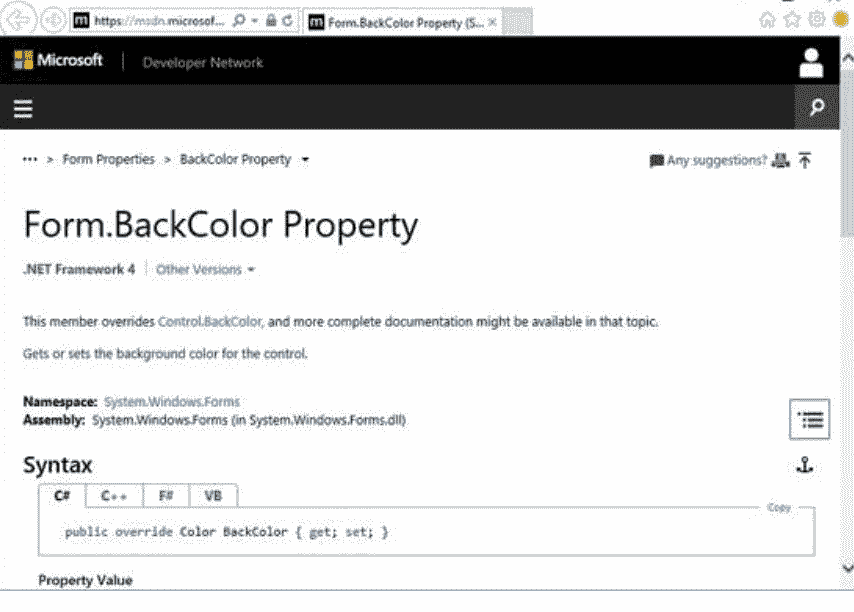 https://msdn.microsof...
Form.BackColor Property (S...
Microsoft
Developer Network
••• > Form Properties > BackColor Property
Any suggestions?
Form.BackColor Property
.NET Framework 4
Other Versions
This member overrides Control.BackColor, and more complete documentation might be available in that topic.
Gets or sets the background color for the control.
Namespace: System.Windows.Forms
Assembly: System.Windows.Forms (in System.Windows.Forms.dll)
Syntax
C# C++ F# VB
Copy
public override Color BackColor { get; set; }
Property Value